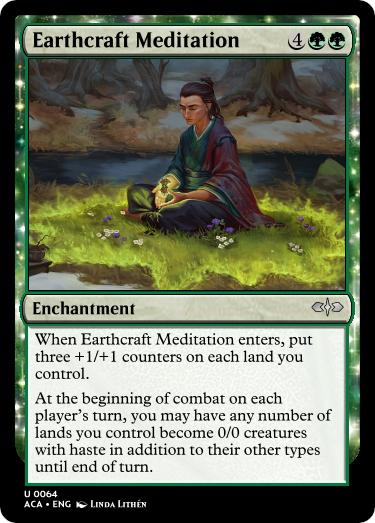 Earthcraft Meditation 4
Enchantment
When Earthcraft Meditation enters, put
three +1/+1 counters on each land you
control.
At the beginning of combat on each
player's turn, you may have any number of
lands you control become 0/0 creatures
with haste in addition to their other types
until end of turn.
U 0064
ACA • ENG Linda Lithén